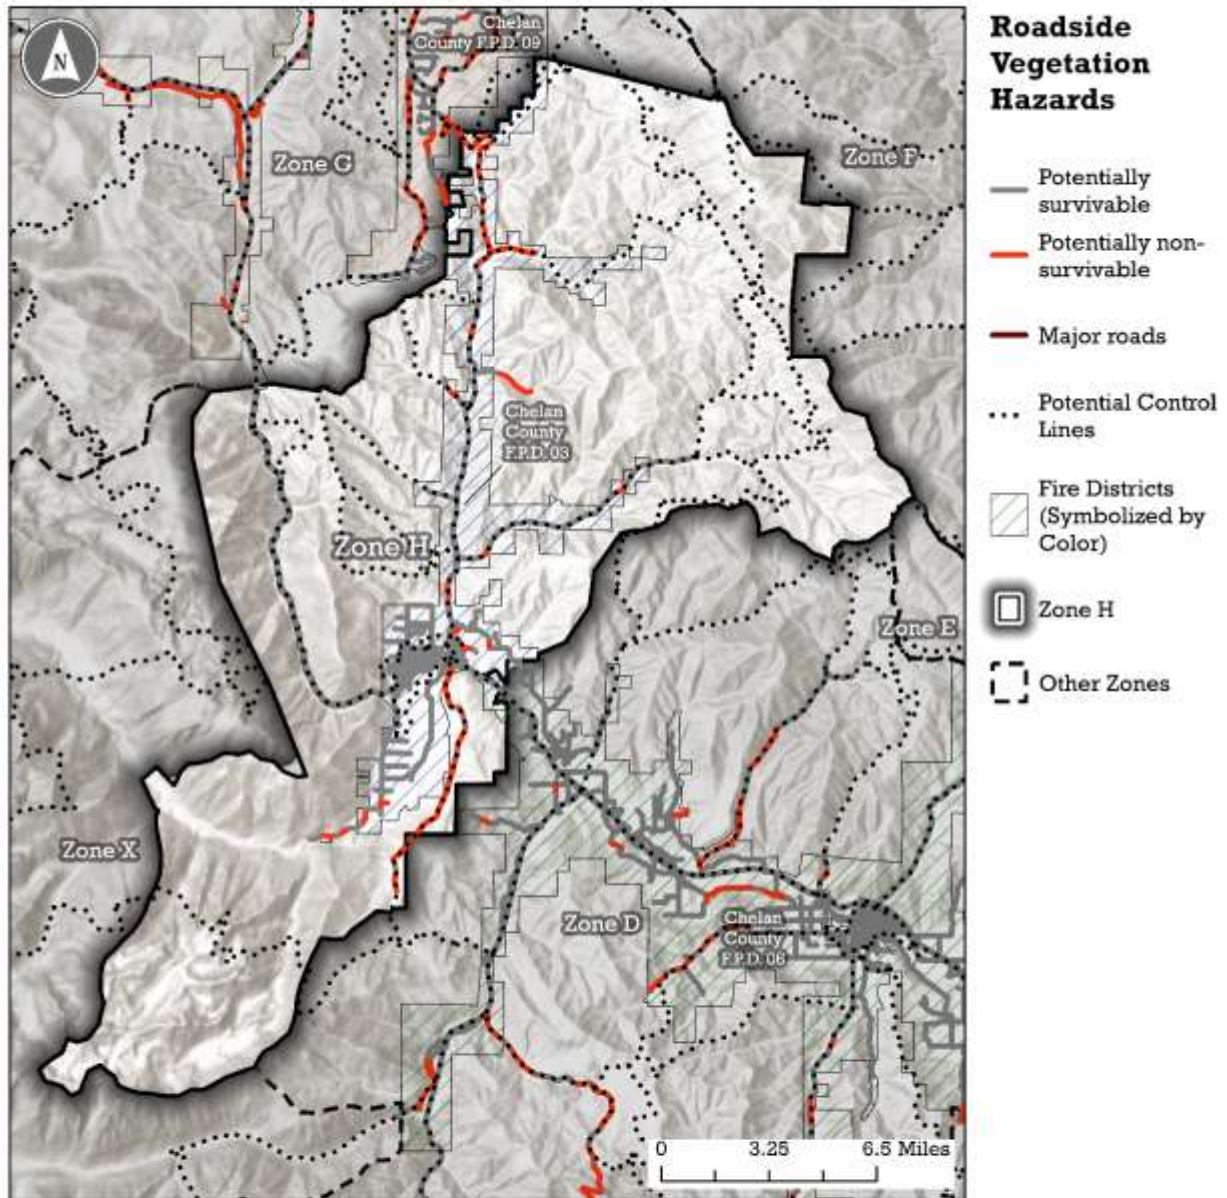 Roadside
Vegetation
Hazards
Potentially
survivable
Potentially non-
survivable
Major roads
Potential Control
Lines
Fire Districts
(Symbolized by
Color)
Zone H
Other Zones
N
Chelan
County F.P.D. 09
Zone G
Zone F
Chelan
County
F.P.D. 03
Zone H
Zone E
Zone X
Zone D
Chelan
County
F.P.D. 06
0 3.25 6.5 Miles